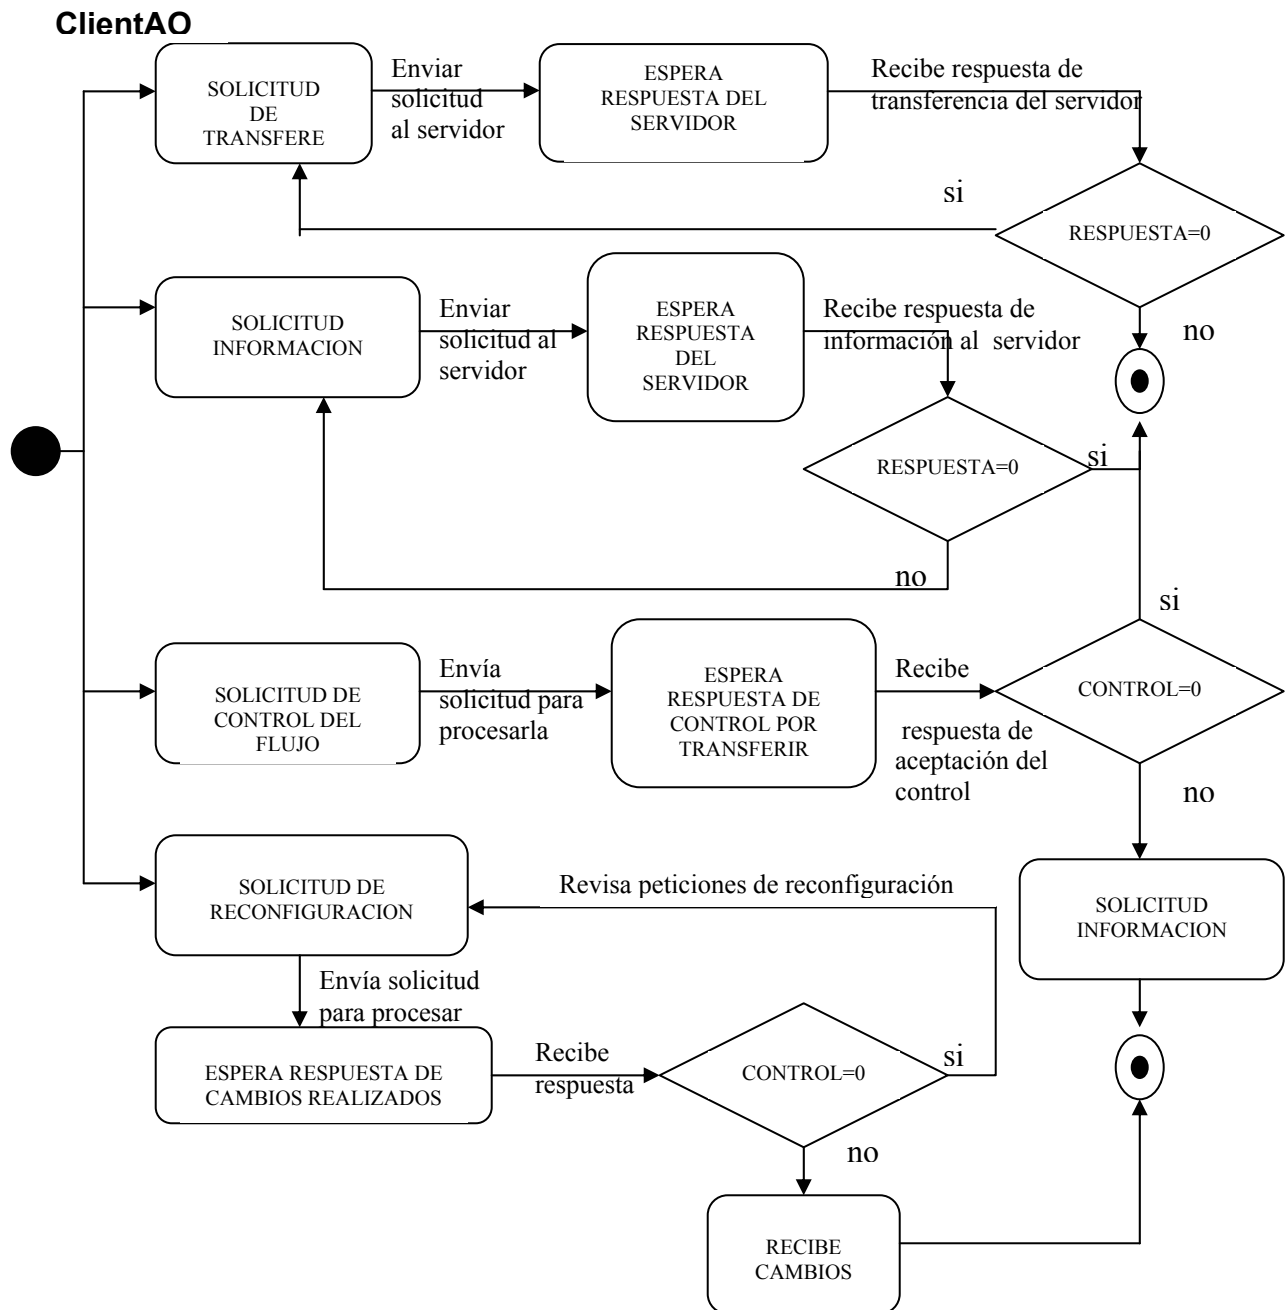 ClientAO
SOLICITUD
DE
TRANSFERE
Enviar
solicitud
al servidor
ESPERA
RESPUESTA DEL
SERVIDOR
Recibe respuesta de
transferencia del servidor
si
RESPUESTA=0
no
SOLICITUD
INFORMACION
Enviar
solicitud al
servidor
ESPERA
RESPUESTA
DEL
SERVIDOR
Recibe respuesta de
información al servidor
RESPUESTA=0
si
no
SOLICITUD DE
CONTROL DEL
FLUJO
Envía
solicitud para
procesarla
ESPERA
RESPUESTA DE
CONTROL POR
TRANSFERIR
Recibe
respuesta de
aceptación del
control
si
CONTROL=0
no
SOLICITUD
INFORMACION
SOLICITUD DE
RECONFIGURACION
Revisa peticiones de reconfiguración
Envía solicitud
para procesar
ESPERA RESPUESTA DE
CAMBIOS REALIZADOS
Recibe
respuesta
CONTROL=0
si
no
RECIBE
CAMBIOS